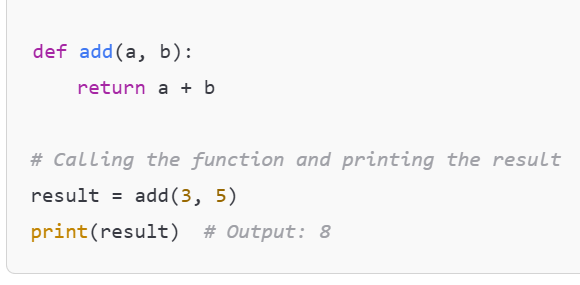 def add(a, b):
    return a + b
# Calling the function and printing the result
result = add(3, 5)
print(result)  # Output: 8